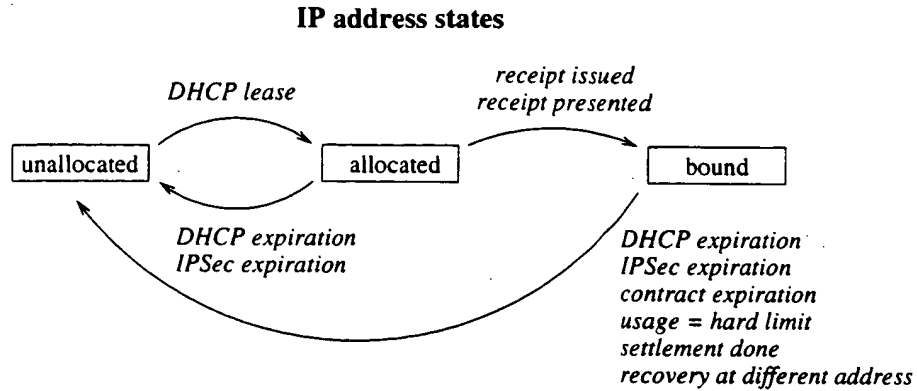 IP address states
DHCP lease
receipt issued
receipt presented
unallocated
allocated
bound
DHCP expiration
IPSec expiration
DHCP expiration
IPSec expiration
contract expiration
usage = hard limit
settlement done
recovery at different address